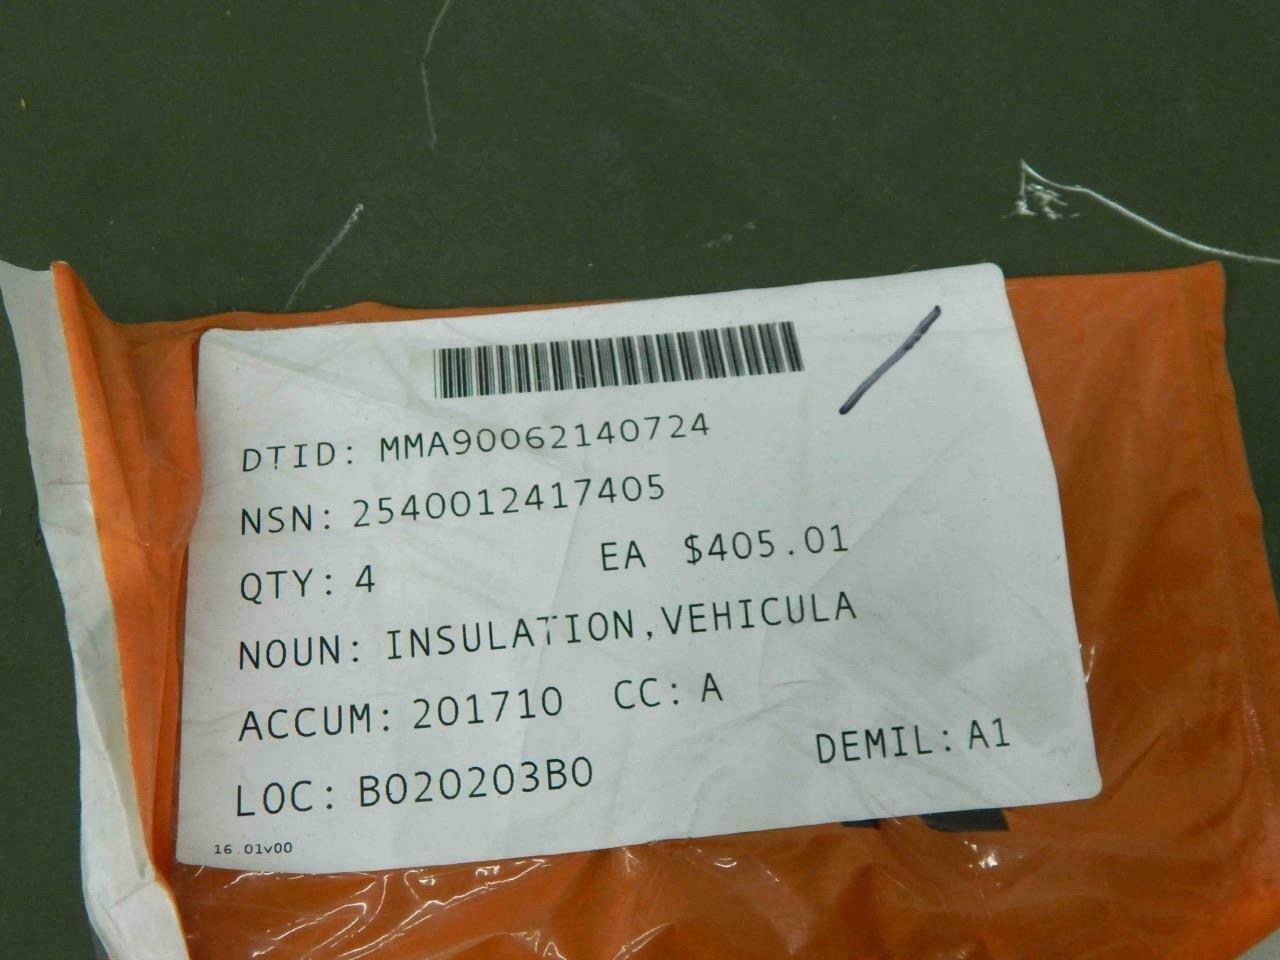 DTID: MMA90062140724
NSN: 2540012417405
QTY: 4 EA $405.01
NOUN: INSULATION,VEHICULA
ACCUM: 201710 CC: A
LOC: B020203B0 DEMIL: A1
16.01v00